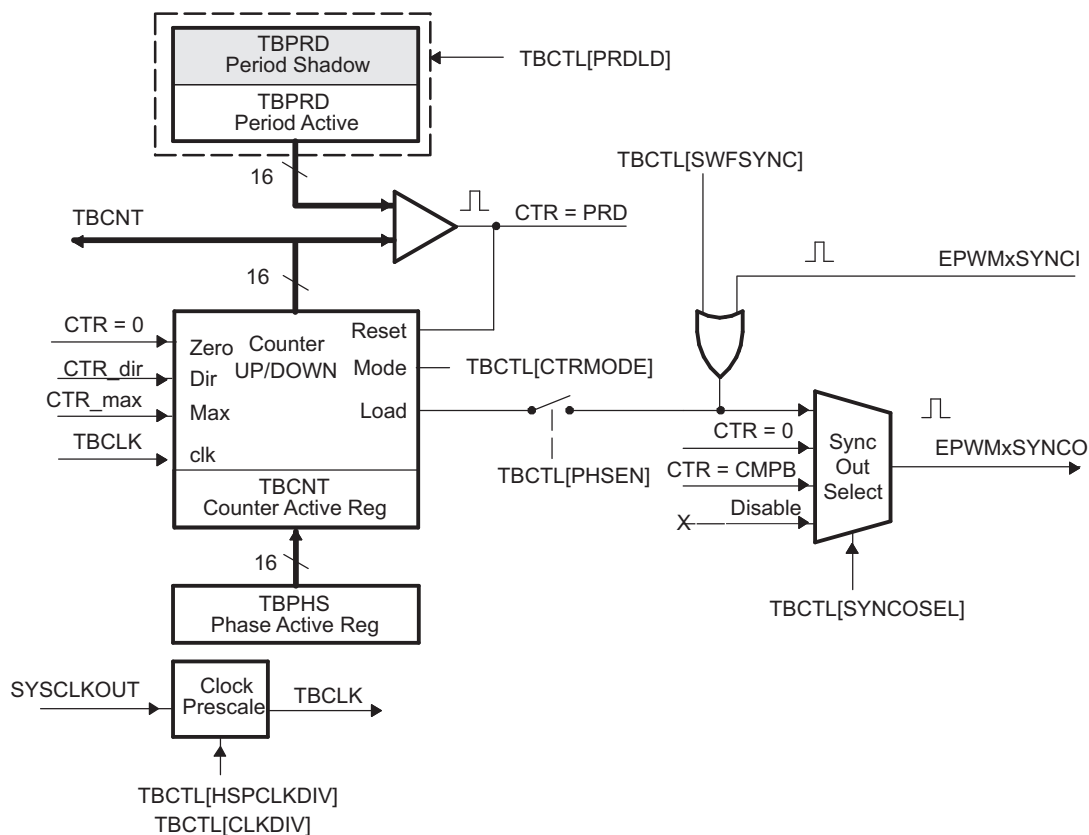 TBPRD
Period Shadow
TBPRD
Period Active
TBCTL[PRDLD]
16
TBCTL[SWFSYNC]
TBCNT
CTR = PRD
16
EPWMxSYNCI
CTR = 0
CTR_dir
CTR_max
TBCLK
Zero
Dir
Max
clk
Counter
UP/DOWN
Reset
Mode
Load
TBCTL[CTRMODE]
TBCNT
Counter Active Reg
TBCTL[PHSEN]
CTR = 0
CTR = CMPB
Disable
X
Sync
Out
Select
EPWMxSYNCO
16
TBPHS
Phase Active Reg
TBCTL[SYNCOSEL]
SYSCLKOUT
Clock
Prescale
TBCLK
TBCTL[HSPCLKDIV]
TBCTL[CLKDIV]